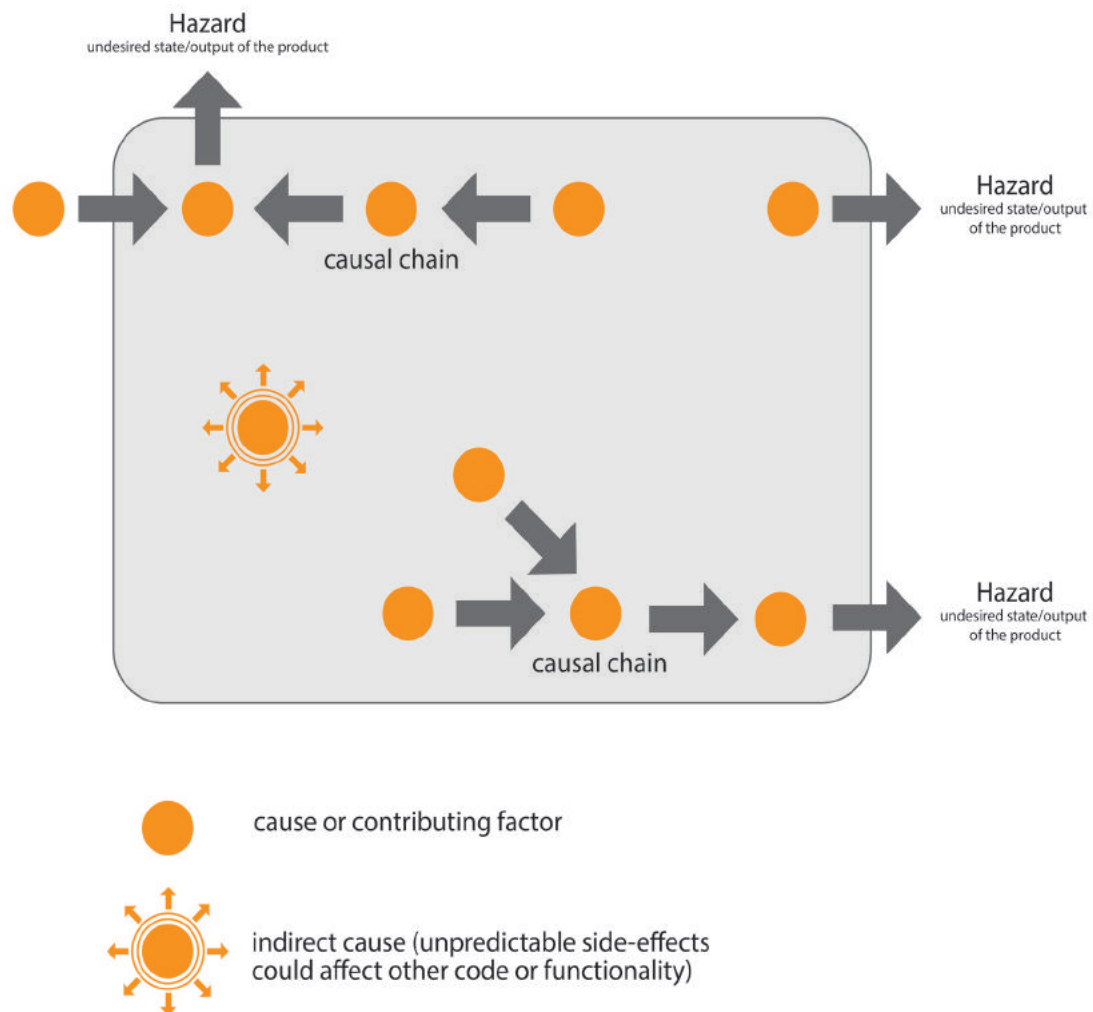 Hazard
undesired state/output of the product
Hazard
undesired state/output
of the product
causal chain
Hazard
undesired state/output
of the product
causal chain
cause or contributing factor
indirect cause (unpredictable side-effects
could affect other code or functionality)